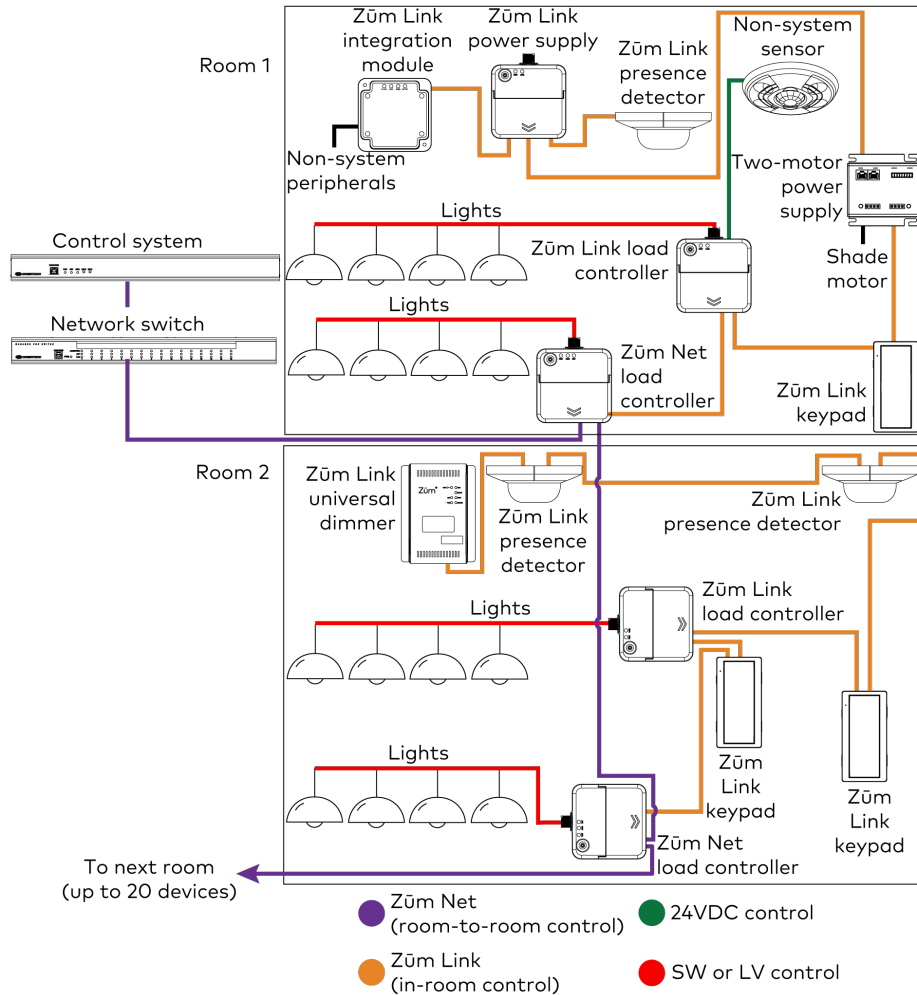 Room 1
Zūm Link
integration
module
Zūm Link
power supply
Zūm Link
presence
detector
Non-system
sensor
Non-system
peripherals
Two-motor
power
supply
Shade
motor
Lights
Zūm Link load
controller
Control system
Network switch
Lights
Zūm Net
load
controller
Zūm Link
keypad
Room 2
Zūm Link
universal
dimmer
Zūm
Zūm Link
presence
detector
Zūm Link
presence detector
Lights
Zūm Link
load controller
Zūm
Link
keypad
Zūm
Link
keypad
Lights
Zūm Net
load controller
To next room
(up to 20 devices)
Zūm Net
(room-to-room control)
24VDC control
Zūm Link
(in-room control)
SW or LV control